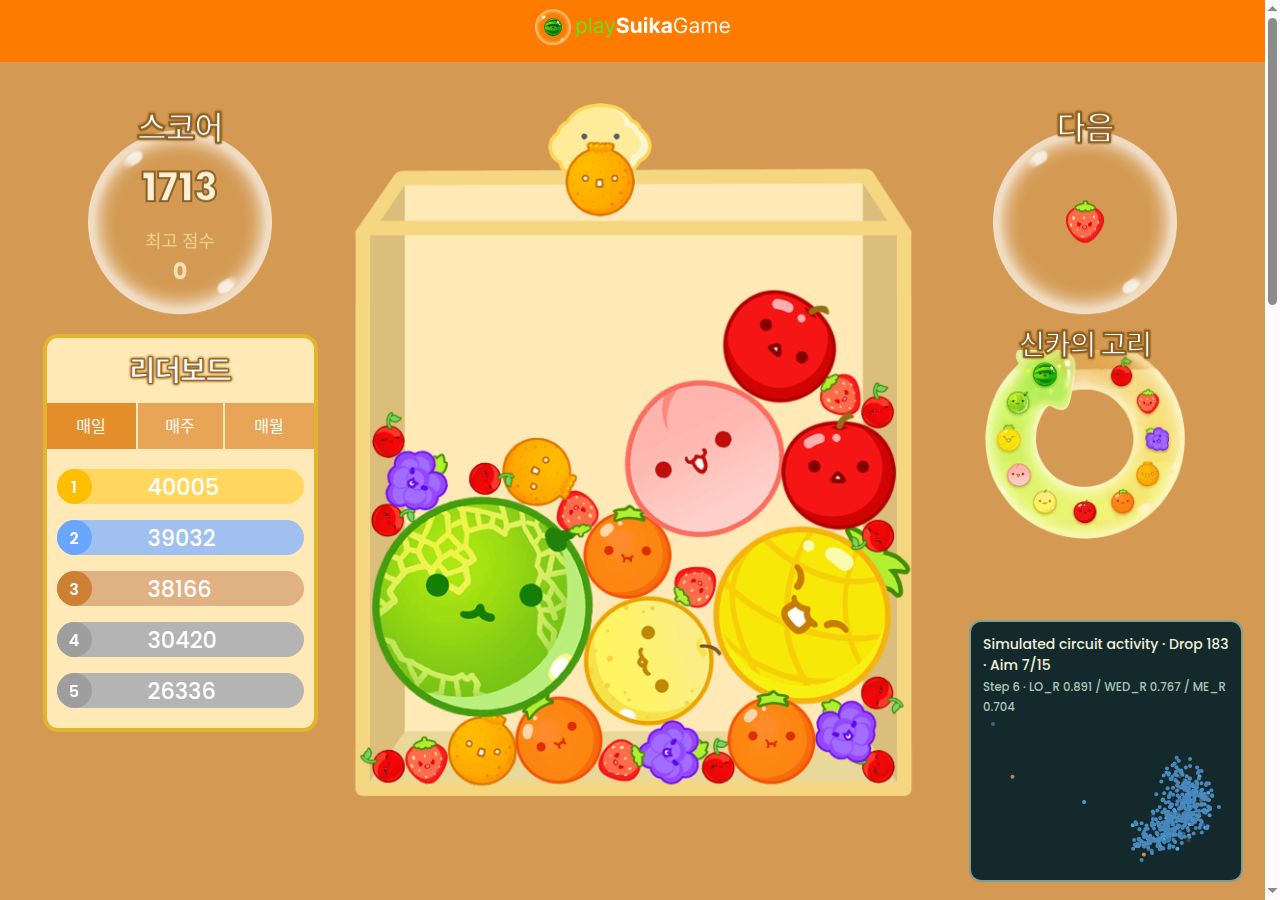 playSuikaGame
스코어
1713
최고 점수
0
리더보드
매일
매주
매월
1 40005
2 39032
3 38166
4 30420
5 26336
다음
신카의 고리
Simulated circuit activity · Drop 183
· Aim 7/15
Step 6 · LO_R 0.891 / WED_R 0.767 / ME_R
0.704